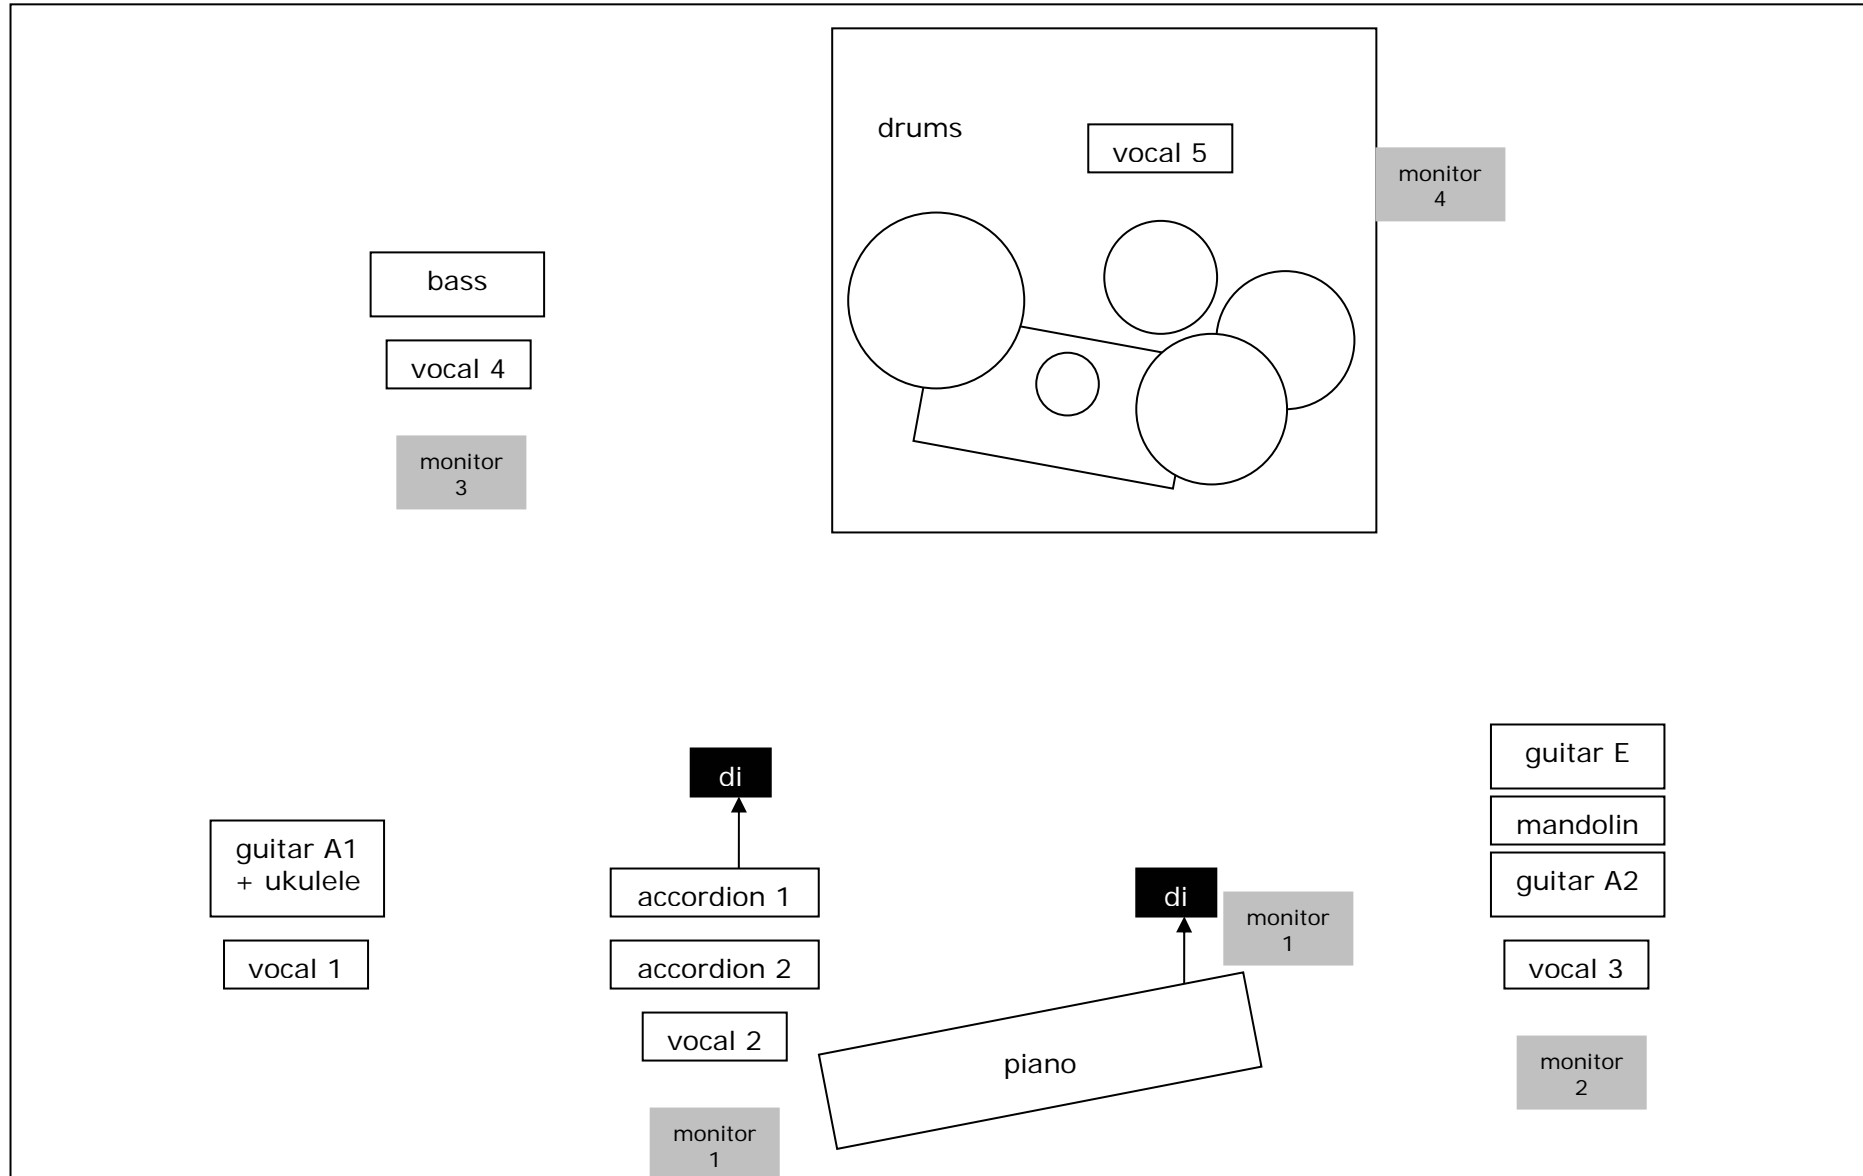 drums
vocal 5
monitor
4
bass
vocal 4
monitor
3
guitar E
di
mandolin
guitar A1
+ ukulele
accordion 1
di
guitar A2
monitor
1
vocal 1
accordion 2
vocal 3
vocal 2
piano
monitor
2
monitor
1